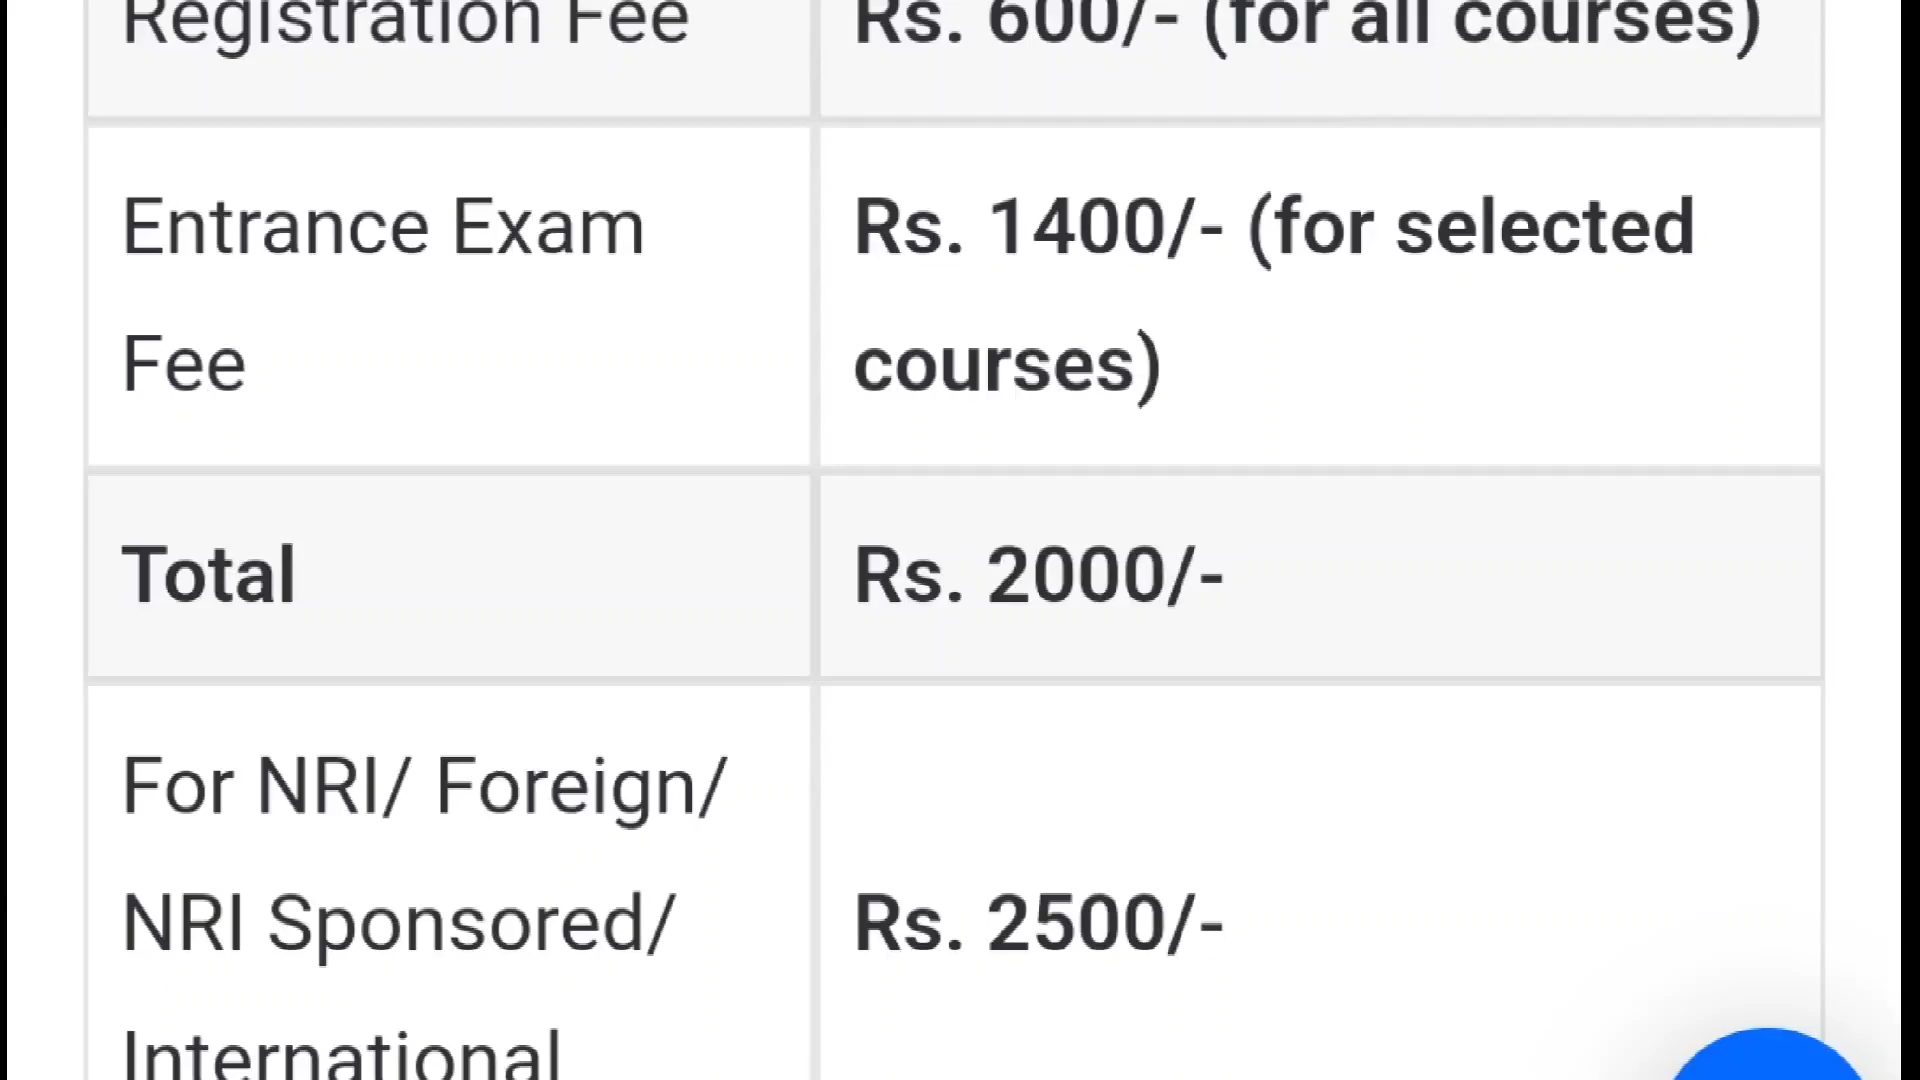 Registration Fee
Rs. 600/- (for all courses)
Entrance Exam
Fee
Rs. 1400/- (for selected
courses)
Total
Rs. 2000/-
For NRI/ Foreign/
NRI Sponsored/
International
Rs. 2500/-